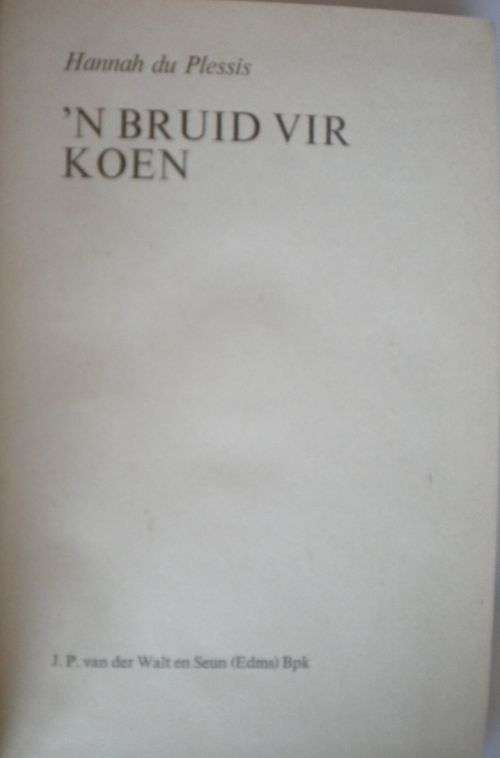 Hannah du Plessis
'N BRUID VIR
KOEN
J. P. van der Walt en Seun (Edms) Bpk